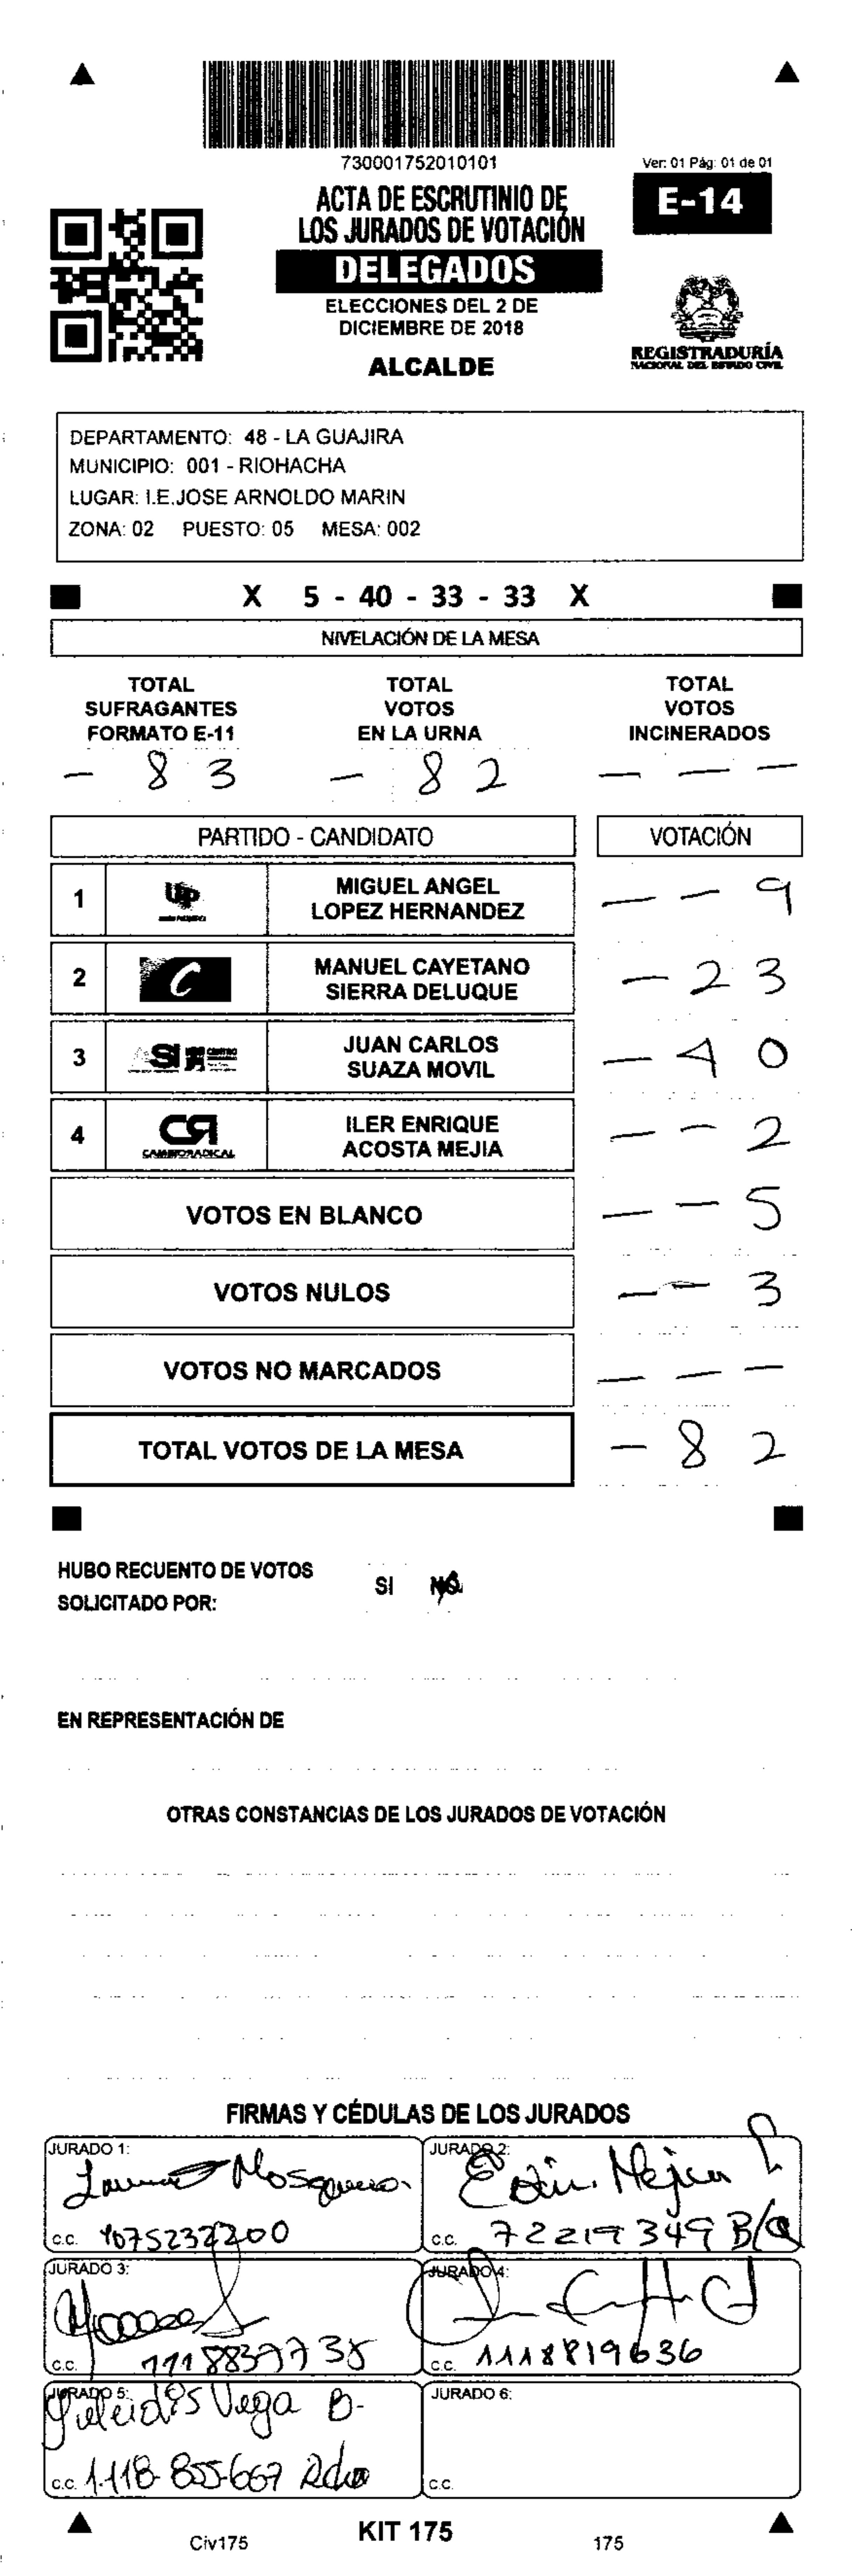 730001752010101
Ver: 01 Pág: 01 de 01
ACTA DE ESCRUTINIO DE
LOS JURADOS DE VOTACIÓN
E-14
DELEGADOS
ELECCIONES DEL 2 DE
DICIEMBRE DE 2018
ALCALDE
REGISTRADURÍA
NACIONAL DEL ESTADO CIVIL
DEPARTAMENTO: 48 - LA GUAJIRA
MUNICIPIO: 001 - RIOHACHA
LUGAR: I.E.JOSE ARNOLDO MARIN
ZONA: 02 PUESTO: 05 MESA: 002
X 5 - 40 - 33 - 33 X
NIVELACIÓN DE LA MESA
TOTAL SUFRAGANTES FORMATO E-11
TOTAL VOTOS EN LA URNA
TOTAL VOTOS INCINERADOS
- 8 3
- 8 2
- - -
PARTIDO - CANDIDATO VOTACIÓN
1 UP MIGUEL ANGEL LOPEZ HERNANDEZ - - 9
2 C MANUEL CAYETANO SIERRA DELUQUE - 2 3
3 ASI JUAN CARLOS SUAZA MOVIL - 4 0
4 CR CAMBIO RADICAL ILER ENRIQUE ACOSTA MEJIA - - 2
VOTOS EN BLANCO - - 5
VOTOS NULOS - - 3
VOTOS NO MARCADOS - - -
TOTAL VOTOS DE LA MESA - 8 2
HUBO RECUENTO DE VOTOS SI NO
SOLICITADO POR:
EN REPRESENTACIÓN DE
OTRAS CONSTANCIAS DE LOS JURADOS DE VOTACIÓN
FIRMAS Y CÉDULAS DE LOS JURADOS
JURADO 1:
Mosquera
C.C. 1075232200
JURADO 2:
Edin. Mejia
C.C. 72219349 B/Q
JURADO 3:
C.C. 1118839738
JURADO 4:
C.C. 1118819636
JURADO 5:
Vega B-
C.C. 1.118.855.667
JURADO 6:
C.C.
Civ175
KIT 175
175